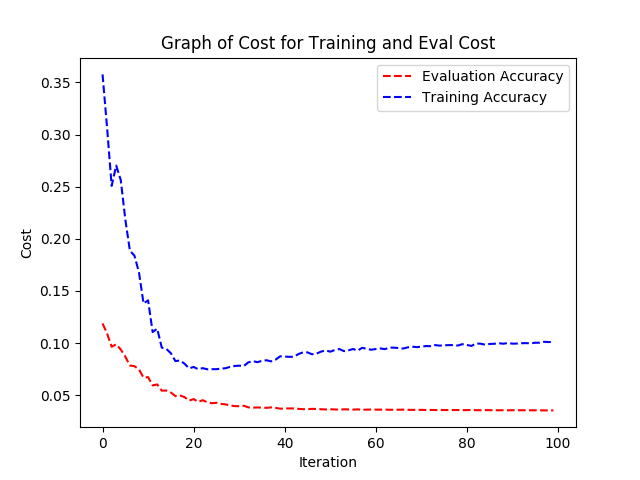 Graph of Cost for Training and Eval Cost
Evaluation Accuracy
Training Accuracy
0.35
0.30
0.25
0.20
0.15
0.10
0.05
Cost
0 20 40 60 80 100
Iteration